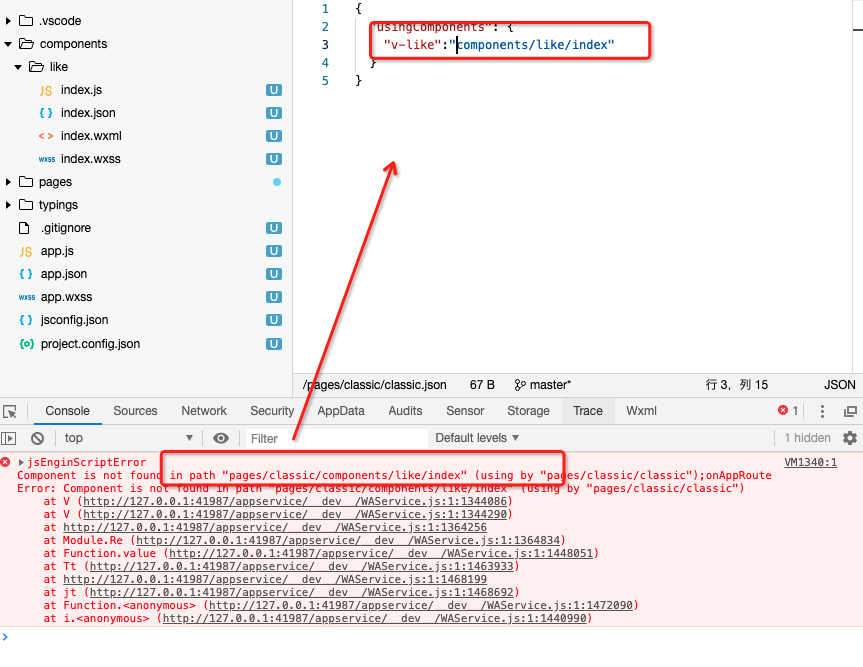 .vscode
components
like
JS index.js U
{ } index.json U
< > index.wxml U
wxss index.wxss U
pages
typings
.gitignore U
JS app.js U
{ } app.json U
wxss app.wxss U
{ } jsconfig.json U
{o} project.config.json U
1 {
2 "usingComponents": {
3 "v-like":"components/like/index"
4 }
5 }
/pages/classic/classic.json 67 B master* 行 3，列 15 JSON
Console Sources Network Security AppData Audits Sensor Storage Trace Wxml 1
top Filter Default levels ▼ 1 hidden
jsEnginScriptError VM1340:1
Component is not found in path "pages/classic/components/like/index" (using by "pages/classic/classic");onAppRoute
Error: Component is not found in path "pages/classic/components/like/index" (using by "pages/classic/classic")
at V (http://127.0.0.1:41987/appservice/__dev__/WAService.js:1:1344086)
at V (http://127.0.0.1:41987/appservice/__dev__/WAService.js:1:1344290)
at http://127.0.0.1:41987/appservice/__dev__/WAService.js:1:1364256
at Module.Re (http://127.0.0.1:41987/appservice/__dev__/WAService.js:1:1364834)
at Function.value (http://127.0.0.1:41987/appservice/__dev__/WAService.js:1:1448051)
at Tt (http://127.0.0.1:41987/appservice/__dev__/WAService.js:1:1463933)
at http://127.0.0.1:41987/appservice/__dev__/WAService.js:1:1468199
at jt (http://127.0.0.1:41987/appservice/__dev__/WAService.js:1:1468692)
at Function.<anonymous> (http://127.0.0.1:41987/appservice/__dev__/WAService.js:1:1472090)
at i.<anonymous> (http://127.0.0.1:41987/appservice/__dev__/WAService.js:1:1440990)